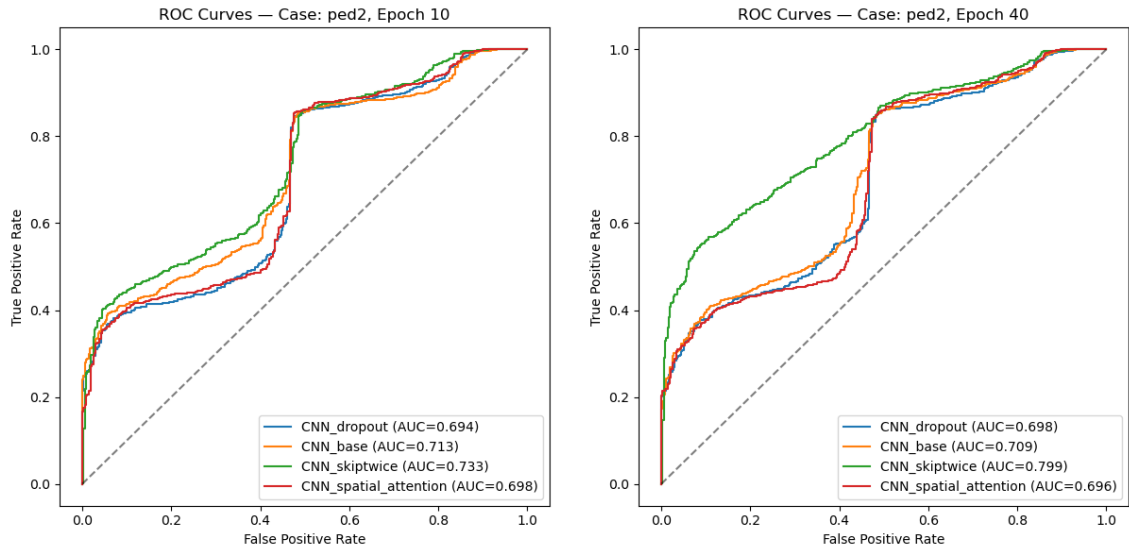 ROC Curves — Case: ped2, Epoch 10
True Positive Rate
1.0
0.8
0.6
0.4
0.2
0.0
CNN_dropout (AUC=0.694)
CNN_base (AUC=0.713)
CNN_skiptwice (AUC=0.733)
CNN_spatial_attention (AUC=0.698)
0.0 0.2 0.4 0.6 0.8 1.0
False Positive Rate
ROC Curves — Case: ped2, Epoch 40
True Positive Rate
1.0
0.8
0.6
0.4
0.2
0.0
CNN_dropout (AUC=0.698)
CNN_base (AUC=0.709)
CNN_skiptwice (AUC=0.799)
CNN_spatial_attention (AUC=0.696)
0.0 0.2 0.4 0.6 0.8 1.0
False Positive Rate